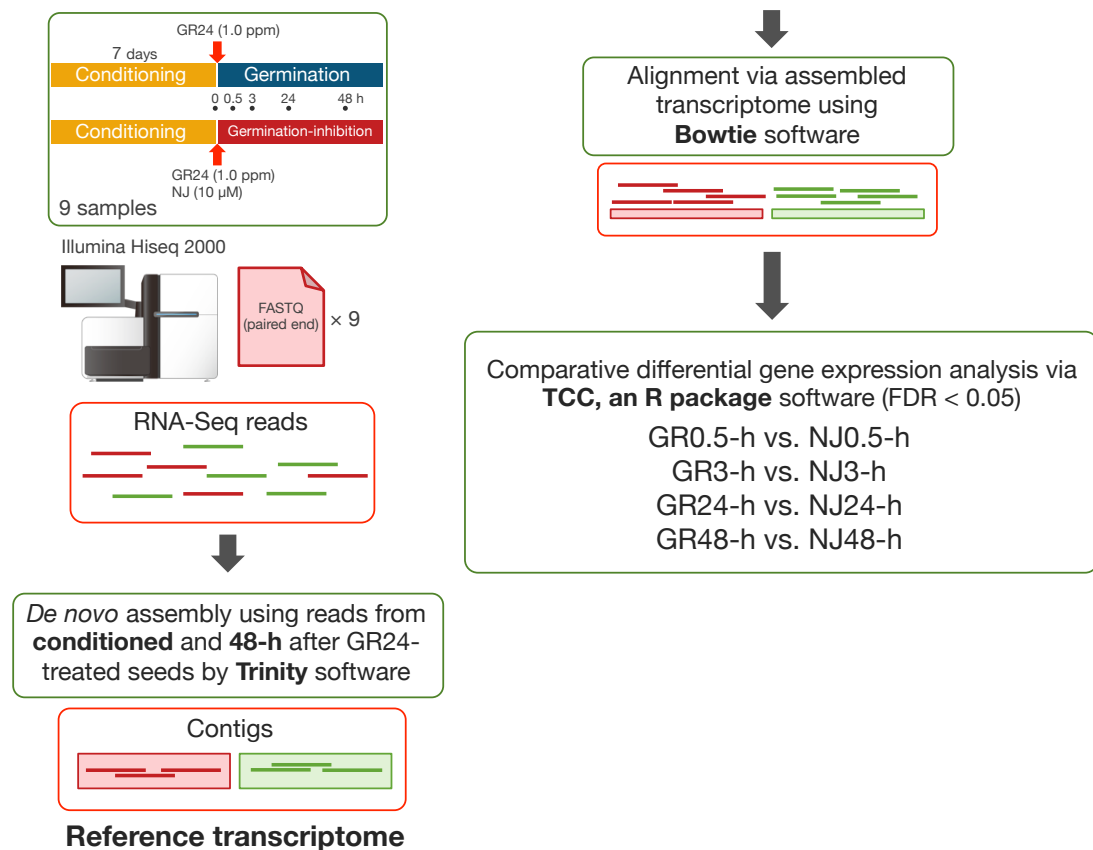 GR24 (1.0 ppm)
7 days
Conditioning
Germination
0 0.5 3 24 48 h
Conditioning
Germination-inhibition
GR24 (1.0 ppm)
NJ (10 µM)
9 samples
Illumina Hiseq 2000
FASTQ
(paired end)
× 9
RNA-Seq reads
De novo assembly using reads from
conditioned and 48-h after GR24-
treated seeds by Trinity software
Contigs
Reference transcriptome
Alignment via assembled
transcriptome using
Bowtie software
Comparative differential gene expression analysis via
TCC, an R package software (FDR < 0.05)
GR0.5-h vs. NJ0.5-h
GR3-h vs. NJ3-h
GR24-h vs. NJ24-h
GR48-h vs. NJ48-h